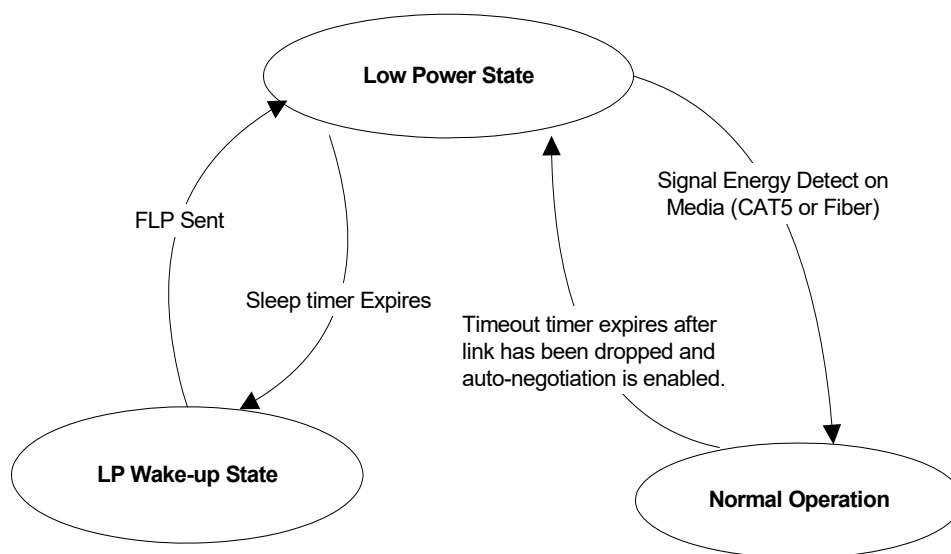 Low Power State
Signal Energy Detect on
Media (CAT5 or Fiber)
FLP Sent
Sleep timer Expires
Timeout timer expires after
link has been dropped and
auto-negotiation is enabled.
LP Wake-up State
Normal Operation